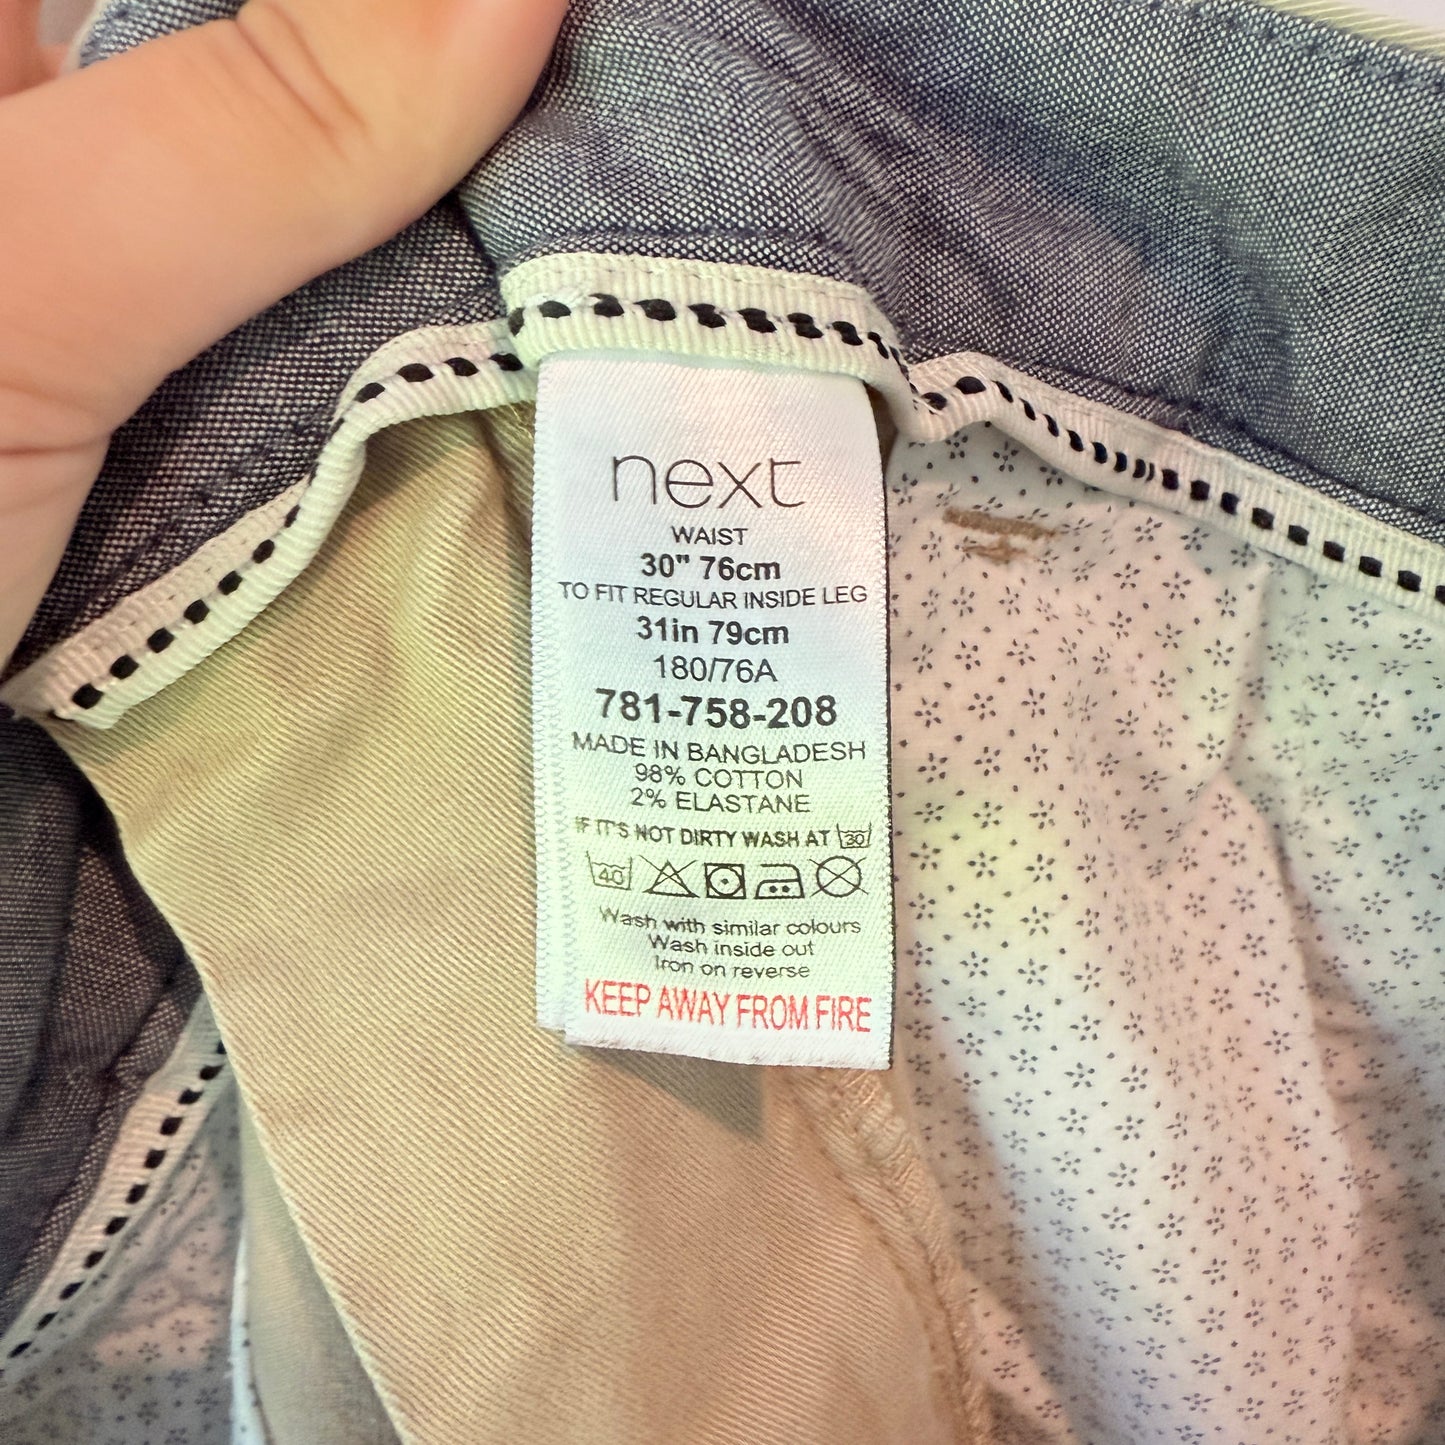 next
WAIST
30" 76cm
TO FIT REGULAR INSIDE LEG
31in 79cm
180/76A
781-758-208
MADE IN BANGLADESH
98% COTTON
2% ELASTANE
IF IT'S NOT DIRTY WASH AT 30
40
Wash with similar colours
Wash inside out
Iron on reverse
KEEP AWAY FROM FIRE